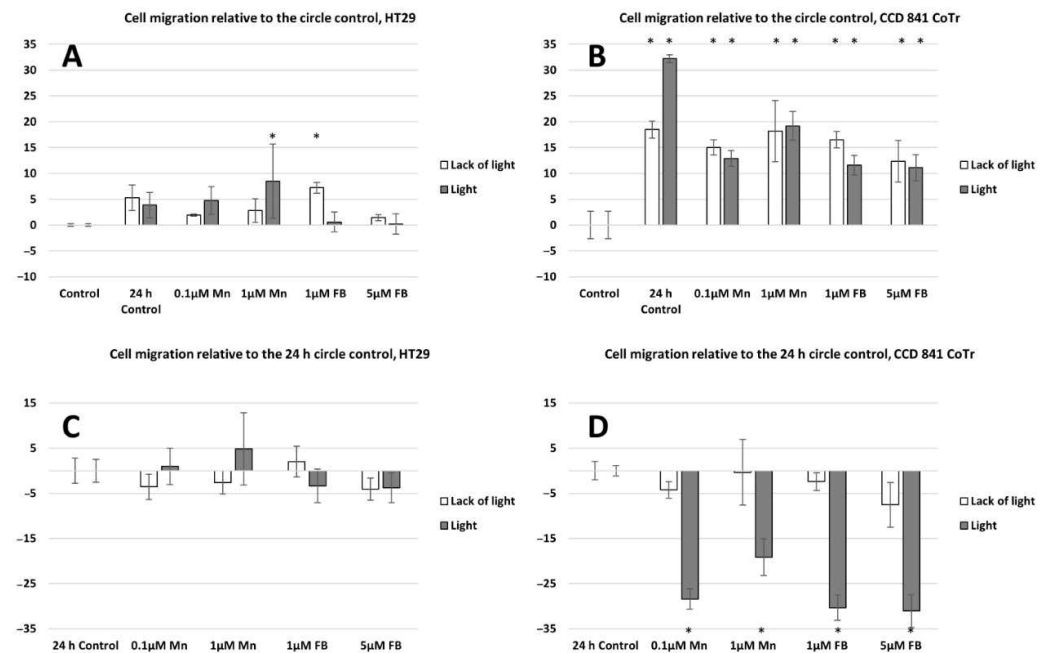 Cell migration relative to the circle control, HT29
A
35
30
25
20
15
10
5
0
−5
−10
* *
Control 24 h Control 0.1µM Mn 1µM Mn 1µM FB 5µM FB
Lack of light
Light
Cell migration relative to the circle control, CCD 841 CoTr
B
* * * * * * * * * *
35
30
25
20
15
10
5
0
−5
−10
Control 24 h Control 0.1µM Mn 1µM Mn 1µM FB 5µM FB
Lack of light
Light
Cell migration relative to the 24 h circle control, HT29
C
15
5
−5
−15
−25
−35
24 h Control 0.1µM Mn 1µM Mn 1µM FB 5µM FB
Lack of light
Light
Cell migration relative to the 24 h circle control, CCD 841 CoTr
D
15
5
−5
−15
−25
−35
* * * *
24 h Control 0.1µM Mn 1µM Mn 1µM FB 5µM FB
Lack of light
Light